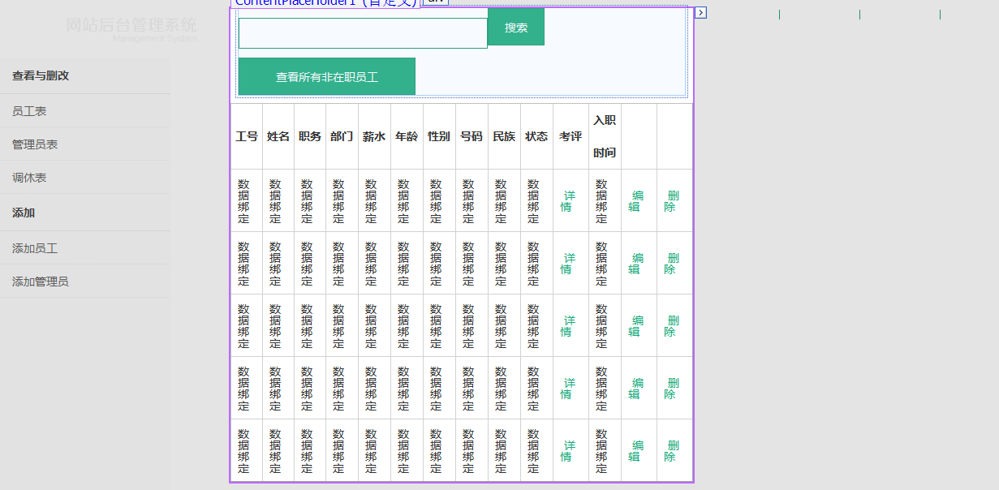 ContentPlaceHolder1 (自定义)
网站后台管理系统
Management System
搜索
查看与删改
查看所有非在职员工
员工表
管理员表
调休表
添加
添加员工
添加管理员
工号 姓名 职务 部门 薪水 年龄 性别 号码 民族 状态 考评 入职时间
数据绑定 数据绑定 数据绑定 数据绑定 数据绑定 数据绑定 数据绑定 数据绑定 数据绑定 数据绑定 详情 数据绑定 编辑 删除
数据绑定 数据绑定 数据绑定 数据绑定 数据绑定 数据绑定 数据绑定 数据绑定 数据绑定 数据绑定 详情 数据绑定 编辑 删除
数据绑定 数据绑定 数据绑定 数据绑定 数据绑定 数据绑定 数据绑定 数据绑定 数据绑定 数据绑定 详情 数据绑定 编辑 删除
数据绑定 数据绑定 数据绑定 数据绑定 数据绑定 数据绑定 数据绑定 数据绑定 数据绑定 数据绑定 详情 数据绑定 编辑 删除
数据绑定 数据绑定 数据绑定 数据绑定 数据绑定 数据绑定 数据绑定 数据绑定 数据绑定 数据绑定 详情 数据绑定 编辑 删除